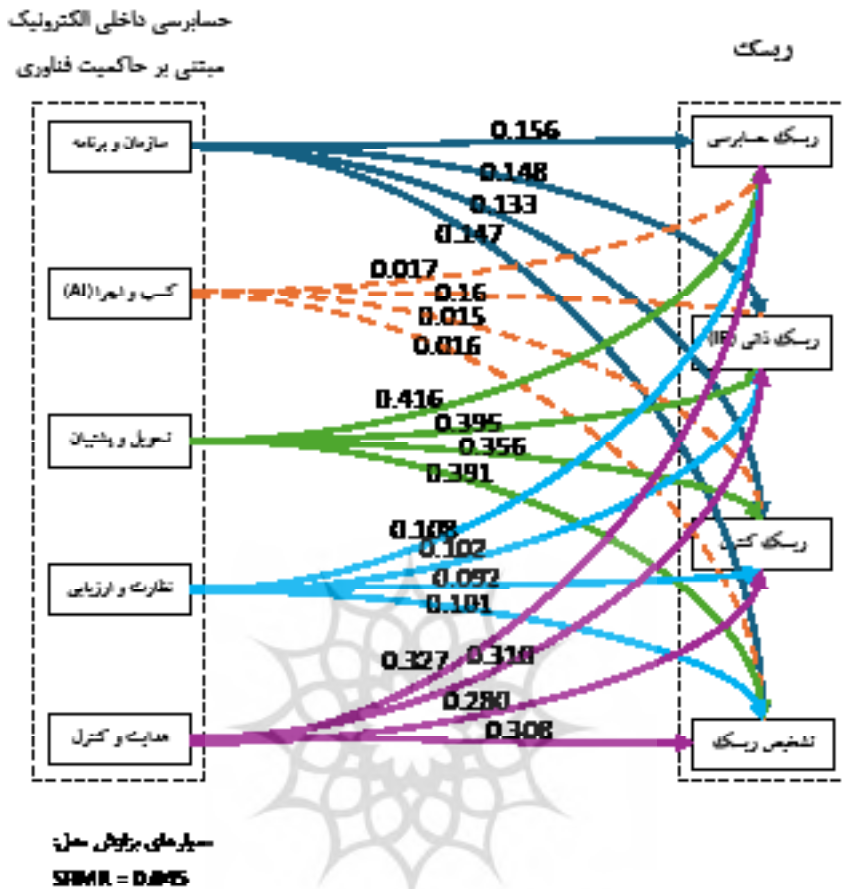 حسابرسی داخلی الکترونیک
مبتنی بر حاکمیت فناوری
ریسک
سازمان و برنامه
کسب و اجرا (AI)
تحویل و پشتیبان
نظارت و ارزیابی
هدایت و کنترل
ریسک حسابرسی
ریسک ذاتی (IR)
ریسک کنترل
تشخیص ریسک
0.156
0.148
0.133
0.147
0.017
0.16
0.015
0.016
0.416
0.395
0.356
0.391
0.108
0.102
0.092
0.101
0.327
0.310
0.280
0.308
برازش مدل:
SRMR = 0.045